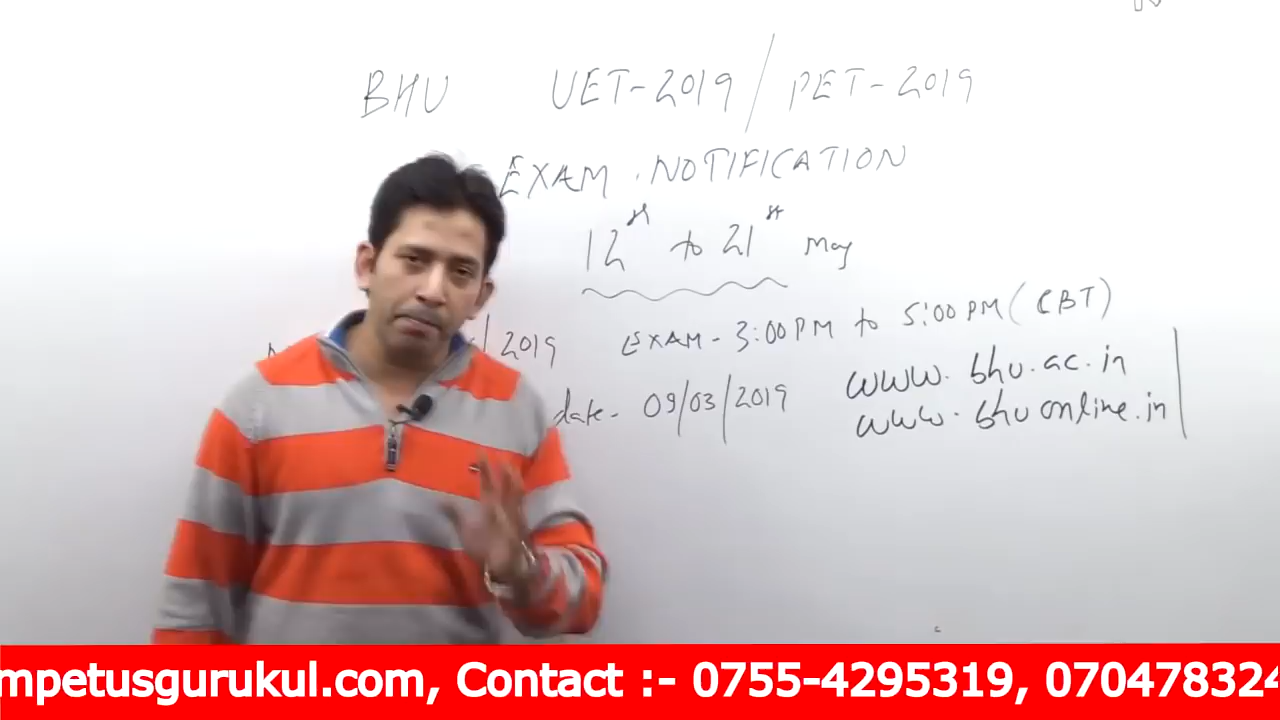 BHU UET-2019/PET-2019
EXAM . NOTIFICATION
12th to 21st May
/2019 EXAM - 3:00 PM to 5:00 PM (CBT)
date - 09/03/2019 www.bhu.ac.in
www.bhuonline.in
mpetusgurukul.com, Contact :- 0755-4295319, 070478324